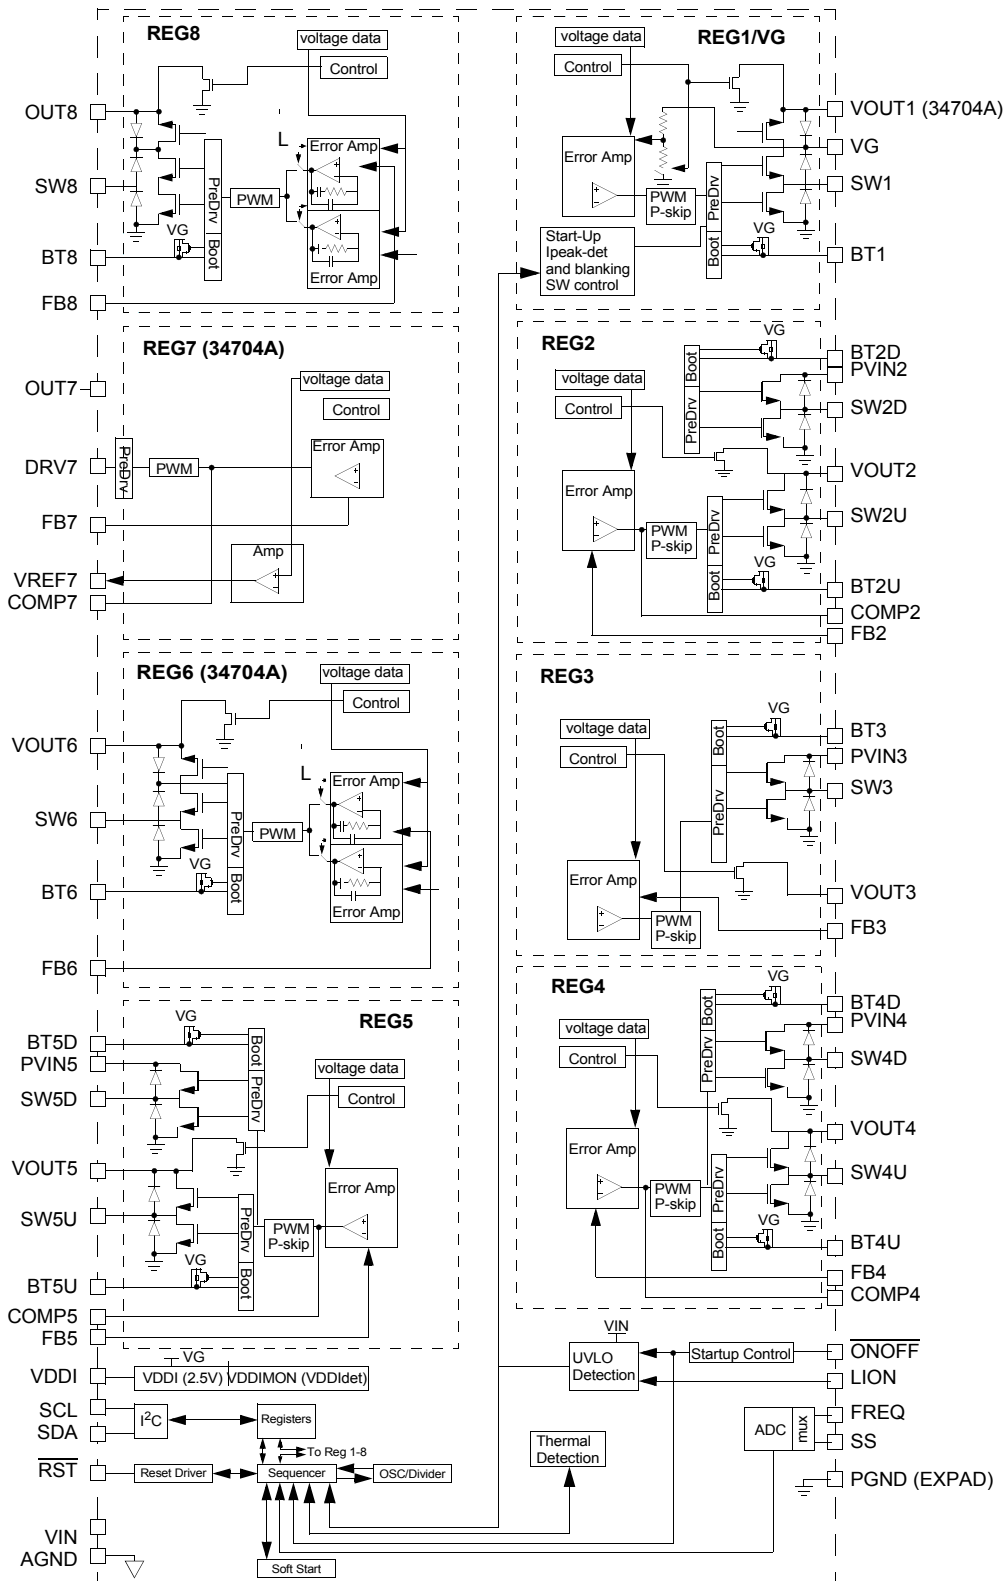 REG8
voltage data
Control
OUT8
SW8
BT8
FB8
L
Error Amp
PreDrv
PWM
VG
Boot
Error Amp
REG7 (34704A)
voltage data
Control
OUT7
DRV7
FB7
VREF7
COMP7
PreDrv
PWM
Error Amp
Amp
REG6 (34704A)
voltage data
Control
VOUT6
SW6
BT6
FB6
L
Error Amp
PreDrv
PWM
VG
Boot
Error Amp
REG5
VG
BT5D
PVIN5
SW5D
VOUT5
SW5U
BT5U
COMP5
FB5
Boot
PreDrv
voltage data
Control
Error Amp
PreDrv
PWM
P-skip
VG
Boot
VDDI
VG
VDDI (2.5V)
VDDIMON (VDDIdet)
SCL
SDA
I2C
Registers
To Reg 1-8
RST
Reset Driver
Sequencer
OSC/Divider
VIN
AGND
Soft Start
voltage data
REG1/VG
Control
VOUT1 (34704A)
VG
SW1
BT1
Error Amp
PWM
P-skip
PreDrv
Start-Up
Ipeak-det
and blanking
SW control
Boot
VG
REG2
VG
Boot
voltage data
Control
PreDrv
BT2D
PVIN2
SW2D
VOUT2
SW2U
BT2U
COMP2
FB2
Error Amp
PWM
P-skip
PreDrv
VG
Boot
REG3
VG
Boot
voltage data
Control
PreDrv
BT3
PVIN3
SW3
VOUT3
FB3
Error Amp
PWM
P-skip
REG4
VG
Boot
voltage data
Control
PreDrv
BT4D
PVIN4
SW4D
VOUT4
SW4U
BT4U
FB4
COMP4
Error Amp
PWM
P-skip
PreDrv
VG
Boot
VIN
UVLO
Detection
Startup Control
ONOFF
LION
FREQ
SS
ADC
mux
Thermal
Detection
PGND (EXPAD)